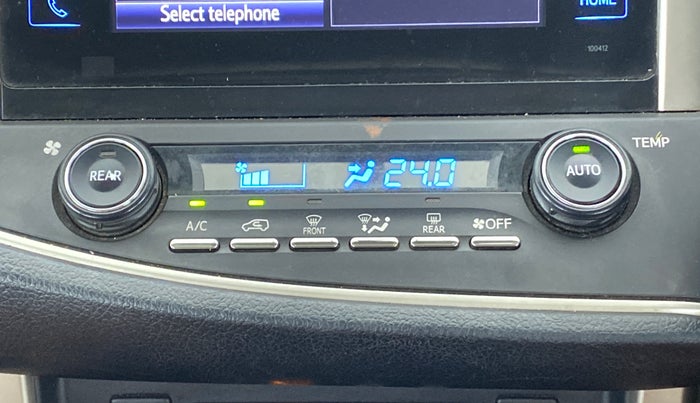 Select telephone
HOME
100412
TEMP
REAR
24.0
AUTO
A/C
FRONT
REAR
OFF